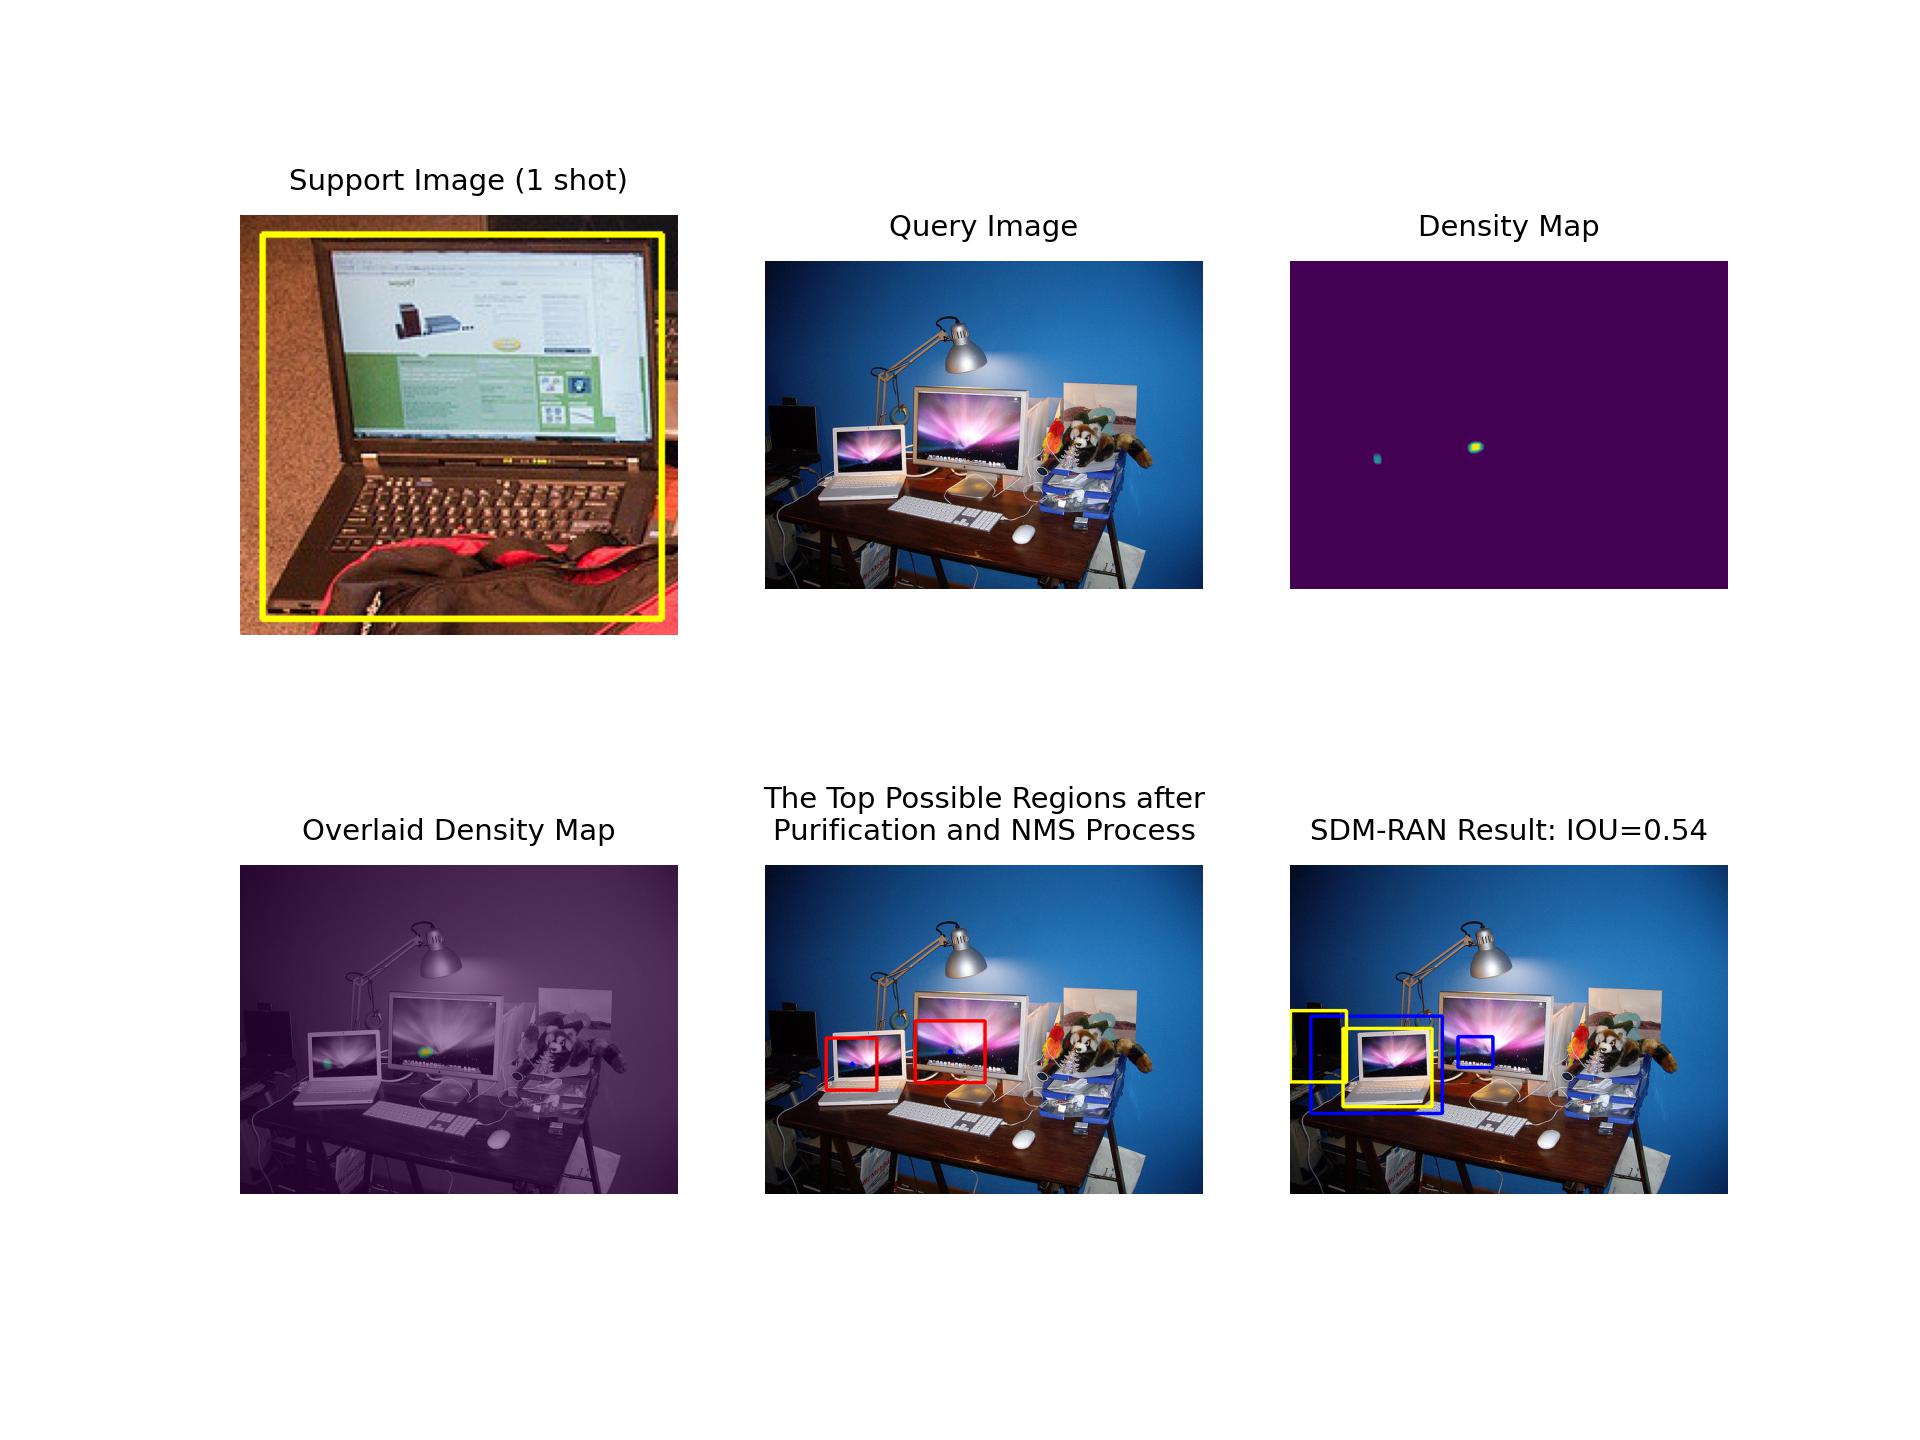 Support Image (1 shot)
Query Image
Density Map
woot!
Overlaid Density Map
The Top Possible Regions after
Purification and NMS Process
SDM-RAN Result: IOU=0.54